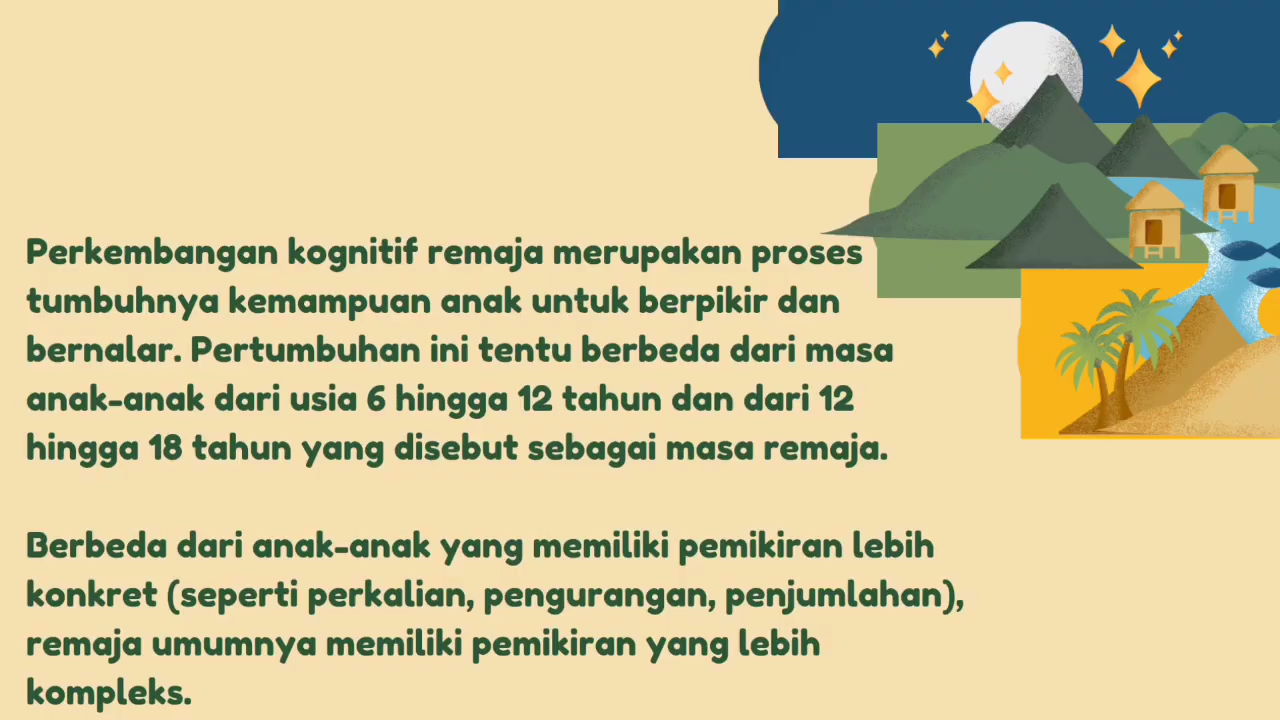 Perkembangan kognitif remaja merupakan proses
tumbuhnya kemampuan anak untuk berpikir dan
bernalar. Pertumbuhan ini tentu berbeda dari masa
anak-anak dari usia 6 hingga 12 tahun dan dari 12
hingga 18 tahun yang disebut sebagai masa remaja.
Berbeda dari anak-anak yang memiliki pemikiran lebih
konkret (seperti perkalian, pengurangan, penjumlahan),
remaja umumnya memiliki pemikiran yang lebih
kompleks.